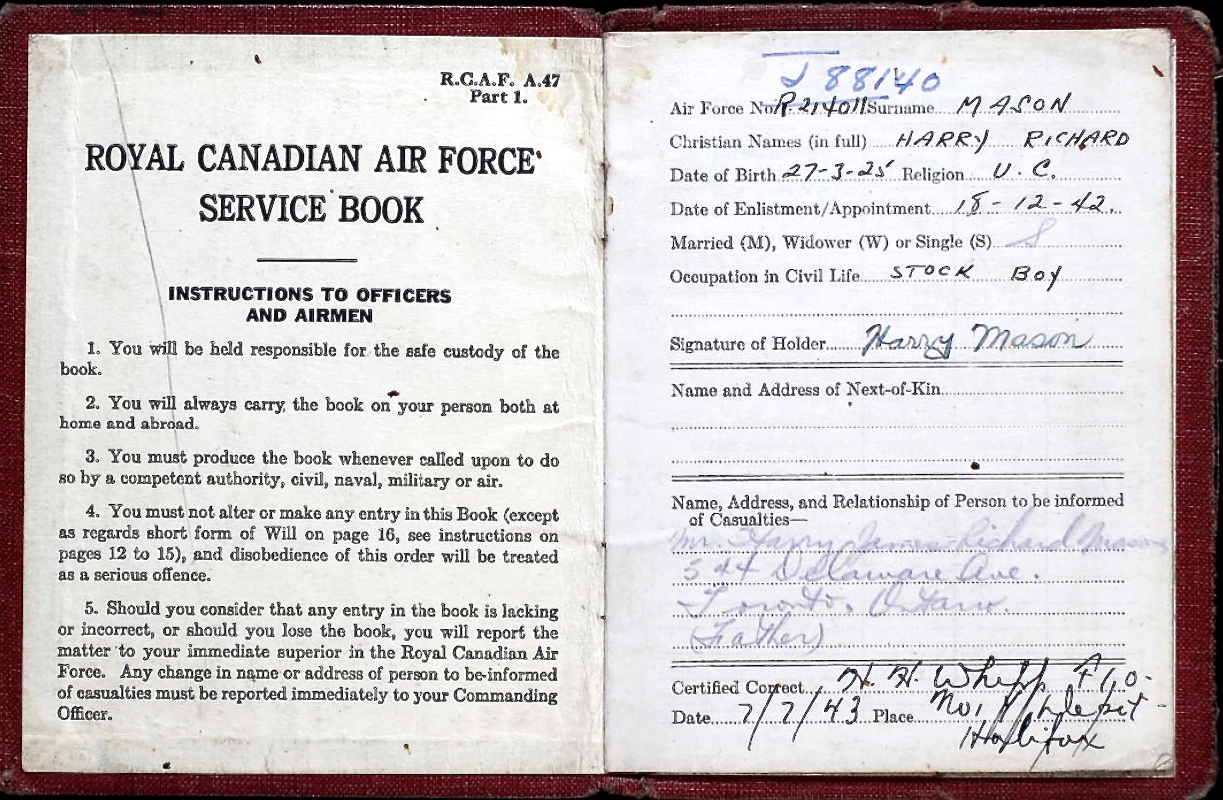 R.C.A.F. A.47
Part 1.
ROYAL CANADIAN AIR FORCE
SERVICE BOOK
INSTRUCTIONS TO OFFICERS
AND AIRMEN
1. You will be held responsible for the safe custody of the
book.
2. You will always carry the book on your person both at
home and abroad.
3. You must produce the book whenever called upon to do
so by a competent authority, civil, naval, military or air.
4. You must not alter or make any entry in this Book (except
as regards short form of Will on page 16, see instructions on
pages 12 to 15), and disobedience of this order will be treated
as a serious offence.
5. Should you consider that any entry in the book is lacking
or incorrect, or should you lose the book, you will report the
matter to your immediate superior in the Royal Canadian Air
Force. Any change in name or address of person to be informed
of casualties must be reported immediately to your Commanding
Officer.
J 88140
Air Force No. R-214011 Surname MASON
Christian Names (in full) HARRY RICHARD
Date of Birth 27-3-25 Religion U.C.
Date of Enlistment/Appointment 18-12-42.
Married (M), Widower (W) or Single (S) S
Occupation in Civil Life STOCK BOY
Signature of Holder Harry Mason
Name and Address of Next-of-Kin
Name, Address, and Relationship of Person to be informed
of Casualties—
Mr. Harry James Richard Mason
524 Delaware Ave.
Toronto, Ontario.
(Father)
Certified Correct H. H. F/O
Date 7/7/43 Place No. 1 Depot
Halifax